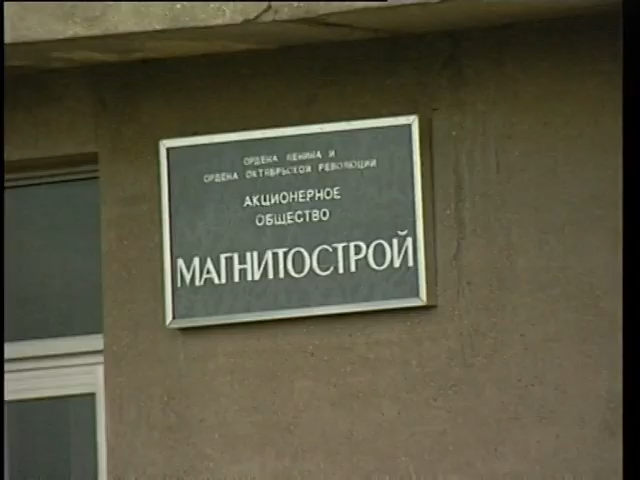 ОРДЕНА ЛЕНИНА И
ОРДЕНА ОКТЯБРЬСКОЙ РЕВОЛЮЦИИ
АКЦИОНЕРНОЕ
ОБЩЕСТВО
МАГНИТОСТРОЙ